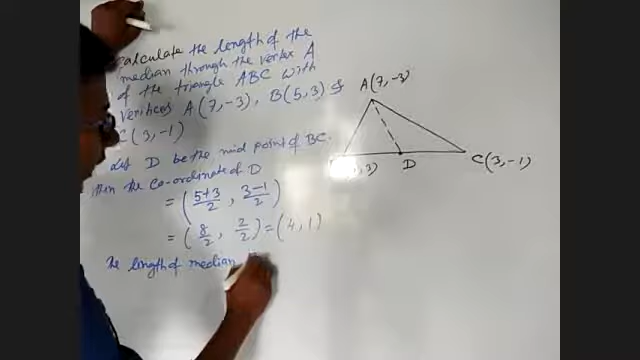 Calculate the length of the
median through the vertex A
of the triangle ABC with
vertices A(7,-3), B(5,3) &
C(3,-1)
Let D be the mid point of BC.
then the co-ordinate of D
= (5+3/2 , 3-1/2)
= (8/2 , 2/2) = (4,1)
The length of median
A(7,-3)
,3)
D
C(3,-1)